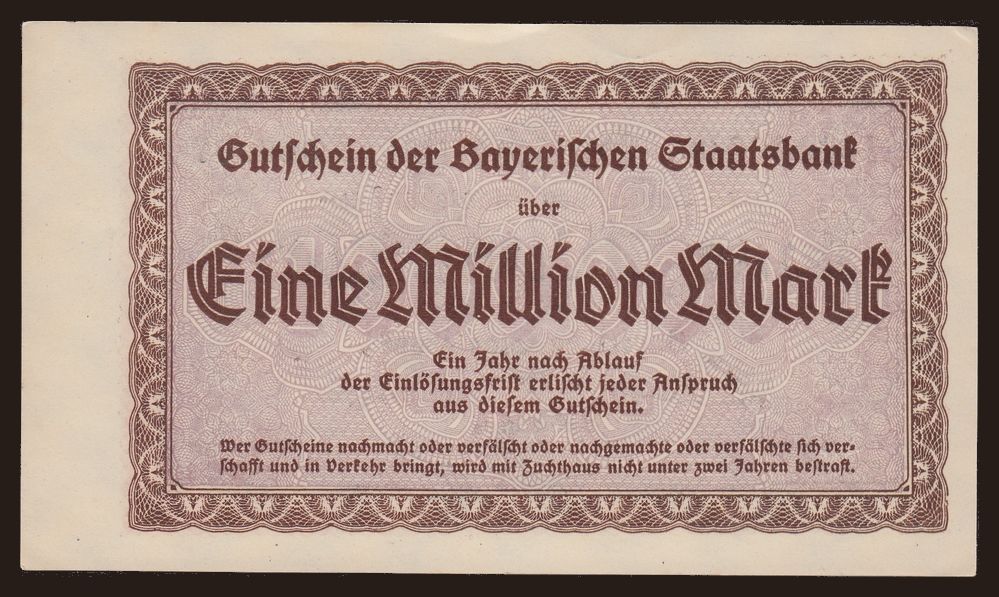 Gutschein der Bayerischen Staatsbank
über
Eine Million Mark
Ein Jahr nach Ablauf
der Einlösungsfrist erlischt jeder Anspruch
aus diesem Gutschein.
Wer Gutscheine nachmacht oder verfälscht oder nachgemachte oder verfälschte sich ver-
schafft und in Verkehr bringt, wird mit Zuchthaus nicht unter zwei Jahren bestraft.